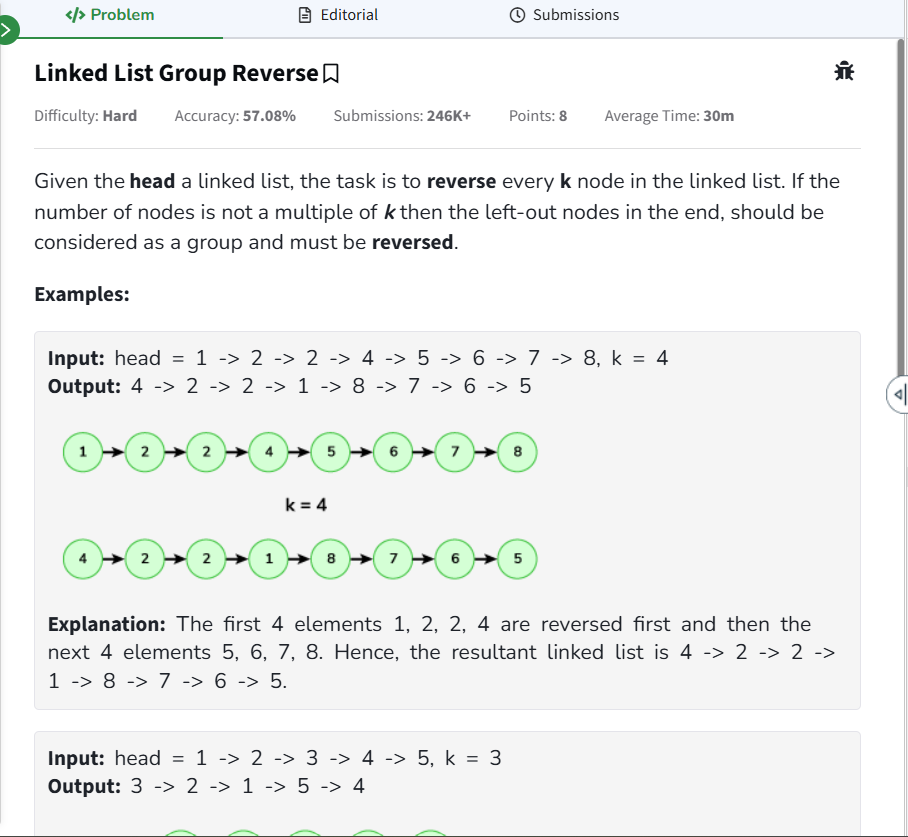 </> Problem Editorial Submissions
Linked List Group Reverse
Difficulty: Hard Accuracy: 57.08% Submissions: 246K+ Points: 8 Average Time: 30m
Given the head a linked list, the task is to reverse every k node in the linked list. If the
number of nodes is not a multiple of k then the left-out nodes in the end, should be
considered as a group and must be reversed.
Examples:
Input: head = 1 -> 2 -> 2 -> 4 -> 5 -> 6 -> 7 -> 8, k = 4
Output: 4 -> 2 -> 2 -> 1 -> 8 -> 7 -> 6 -> 5
1 2 2 4 5 6 7 8
k = 4
4 2 2 1 8 7 6 5
Explanation: The first 4 elements 1, 2, 2, 4 are reversed first and then the
next 4 elements 5, 6, 7, 8. Hence, the resultant linked list is 4 -> 2 -> 2 ->
1 -> 8 -> 7 -> 6 -> 5.
Input: head = 1 -> 2 -> 3 -> 4 -> 5, k = 3
Output: 3 -> 2 -> 1 -> 5 -> 4